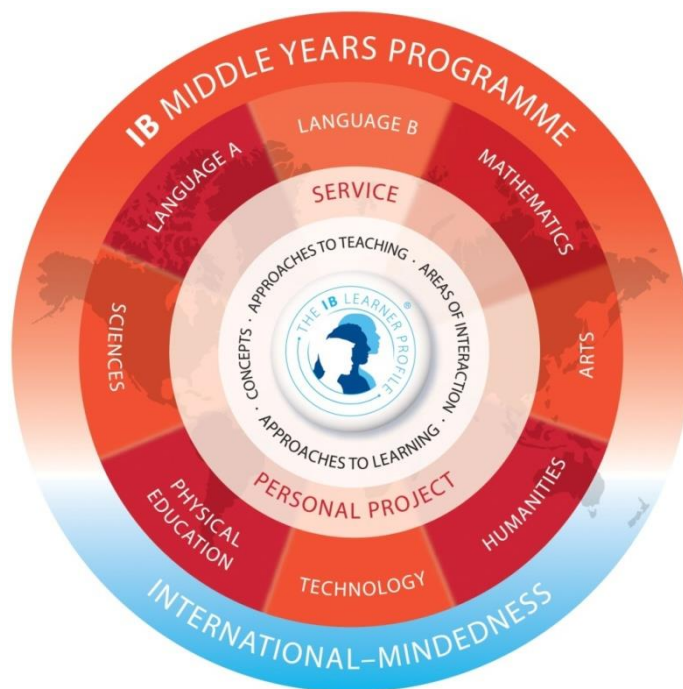 IB MIDDLE YEARS PROGRAMME
LANGUAGE B
MATHEMATICS
ARTS
HUMANITIES
TECHNOLOGY
PHYSICAL
EDUCATION
SCIENCES
LANGUAGE A
SERVICE
PERSONAL PROJECT
APPROACHES TO TEACHING · AREAS OF INTERACTION ·
APPROACHES TO LEARNING · CONCEPTS ·
THE IB LEARNER PROFILE ®
INTERNATIONAL–MINDEDNESS